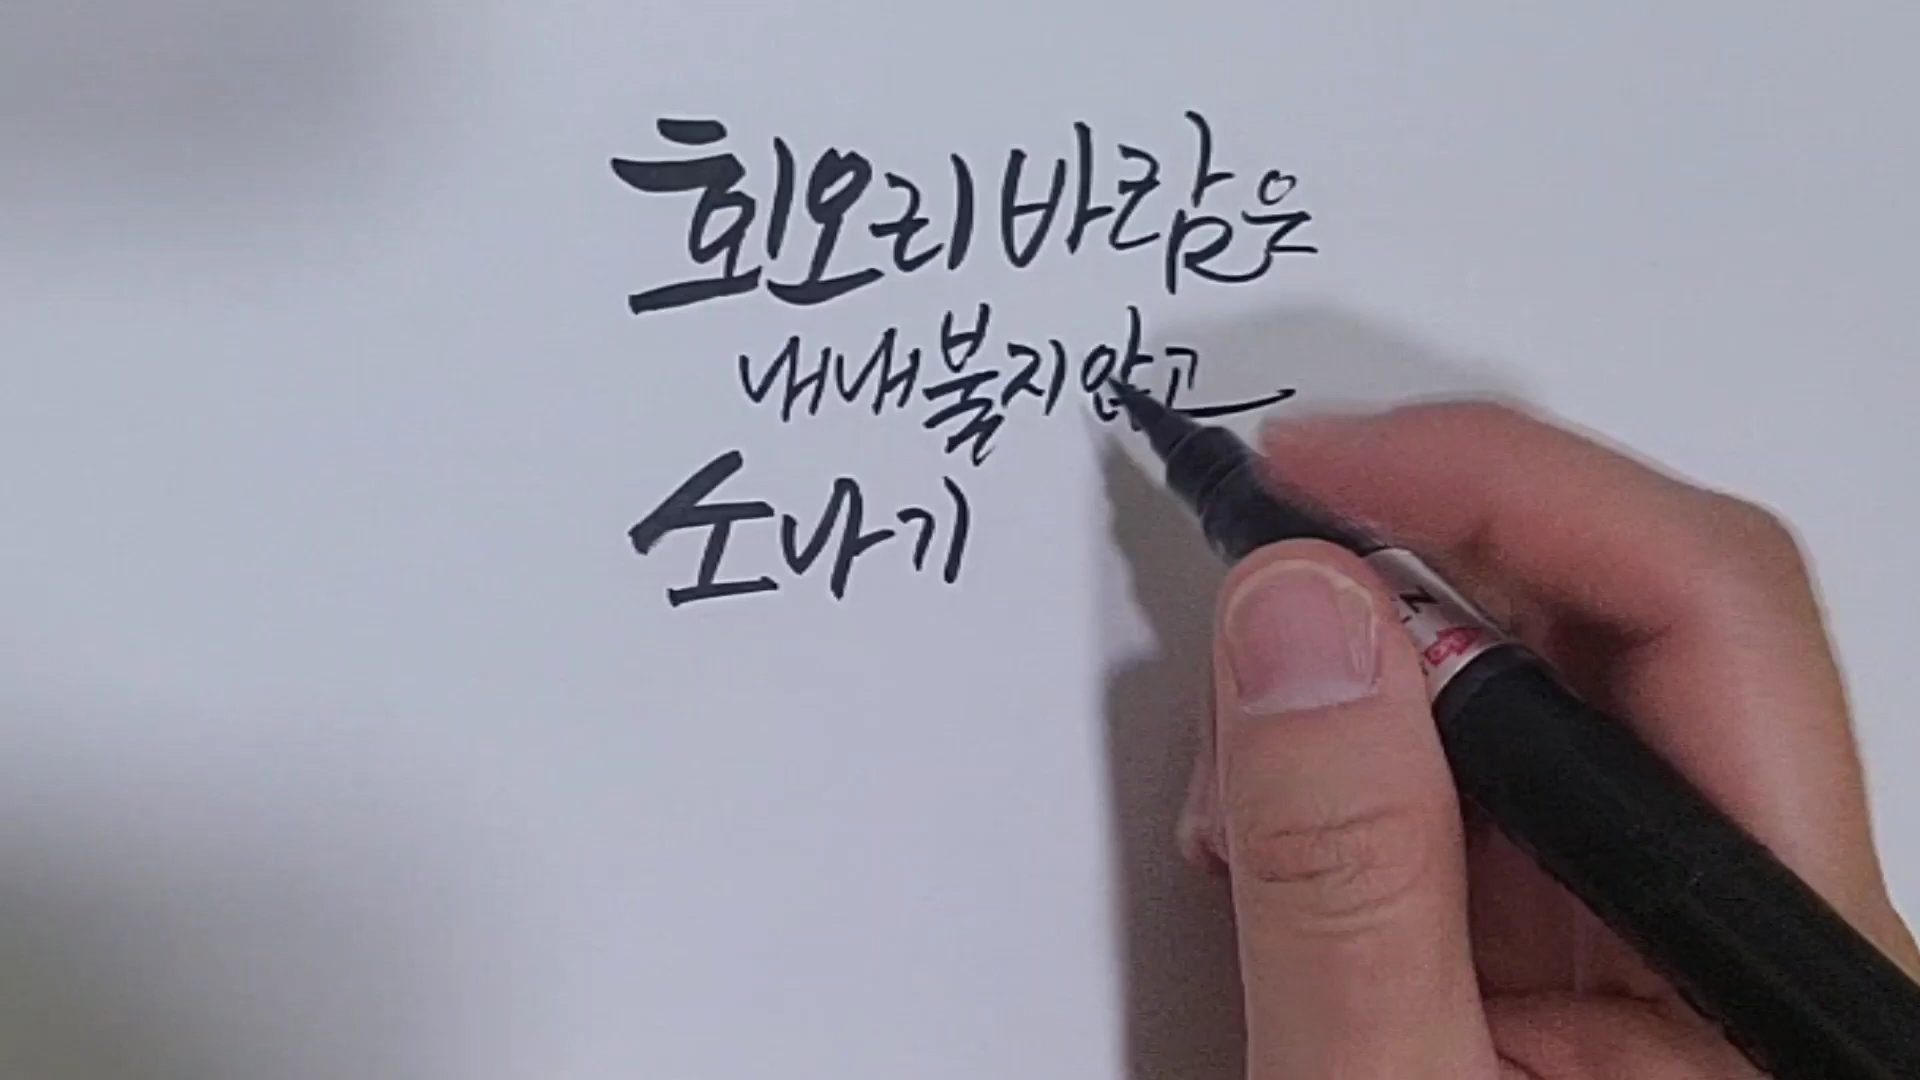 회오리바람은
내내 불지 않고
소나기